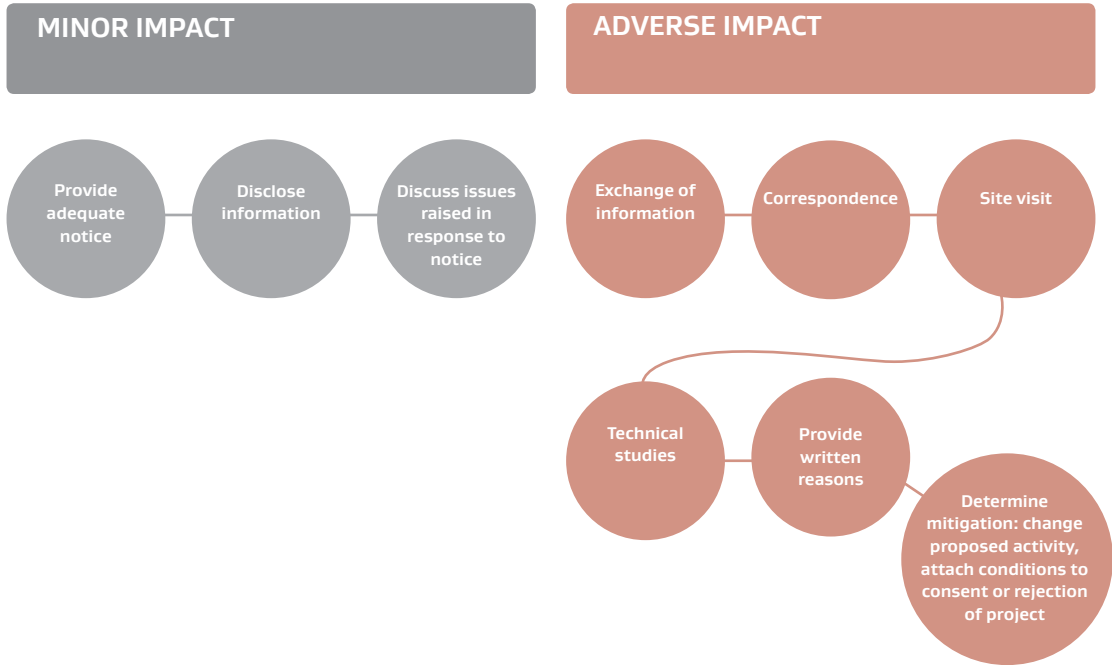 MINOR IMPACT
Provide
adequate
notice
Disclose
information
Discuss issues
raised in
response to
notice
ADVERSE IMPACT
Exchange of
information
Correspondence
Site visit
Technical
studies
Provide
written
reasons
Determine
mitigation: change
proposed activity,
attach conditions to
consent or rejection
of project